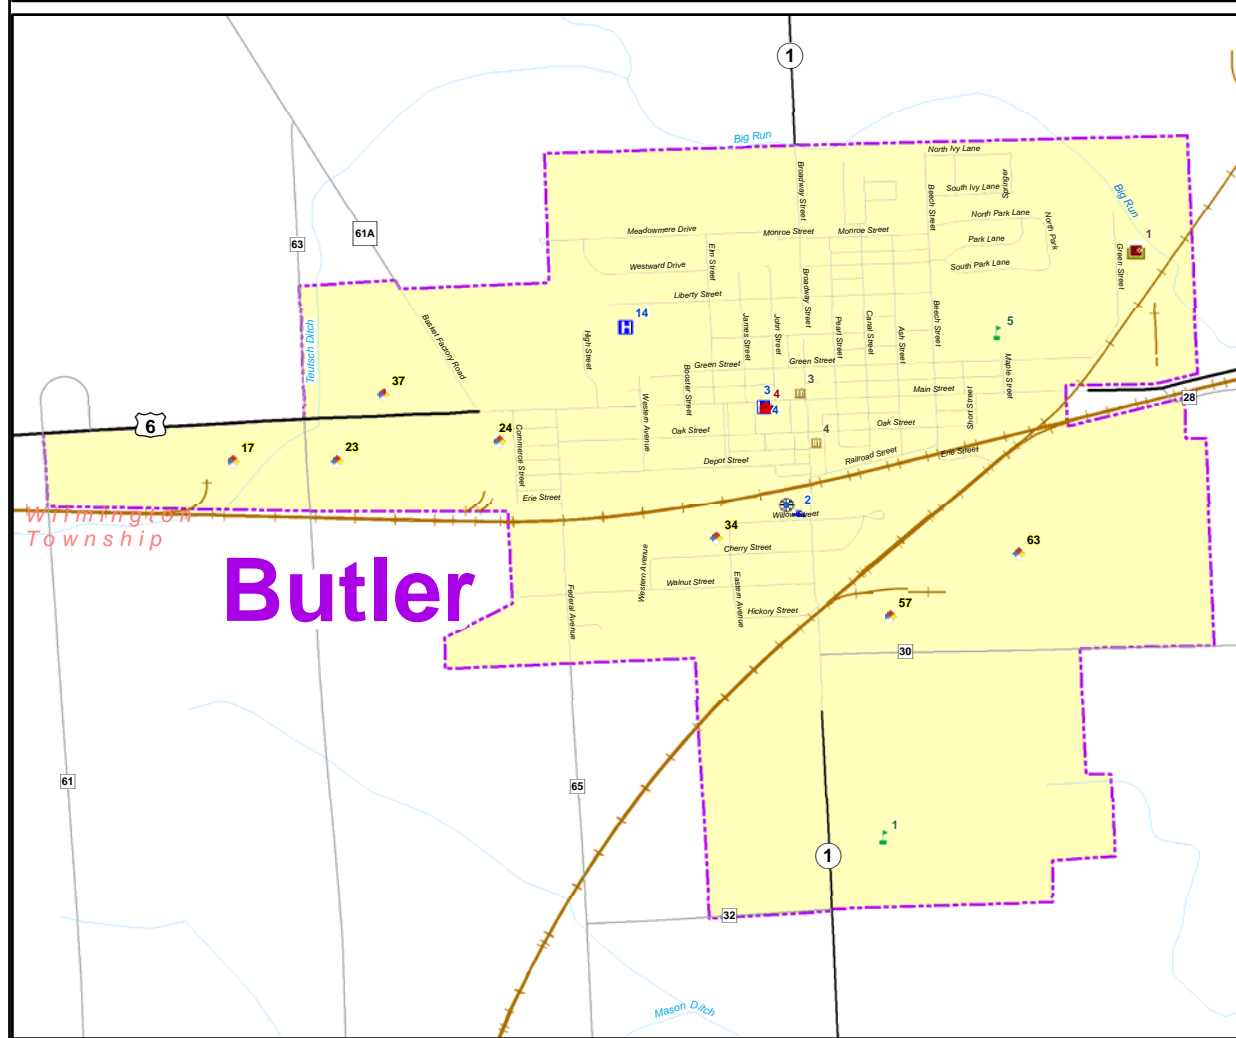 1
Big Run
North Ivy Lane
Springer
South Ivy Lane
Broadway Street
Beech Street
Big Run
North Park Lane
North Park
Meadowmere Drive
Monroe Street
Monroe Street
61A
63
Park Lane
1
Elm Street
Green Street
Westward Drive
South Park Lane
Broadway Street
Liberty Street
14
H
Basket Factory Road
Teutsch Ditch
High Street
James Street
John Street
Pearl Street
Canal Street
Ash Street
Beech Street
5
Green Street
Green Street
Maple Street
Booster Street
37
3
3
4
4
Main Street
28
Short Street
Western Avenue
6
24
Oak Street
Oak Street
4
Commerce Street
17
23
Depot Street
Railroad Street
Erie Street
Erie Street
2
Willow Street
Wilmington
Township
34
63
Cherry Street
Butler
Western Avenue
Walnut Street
Eastern Avenue
Federal Avenue
Hickory Street
57
30
61
65
1
1
32
Mason Ditch